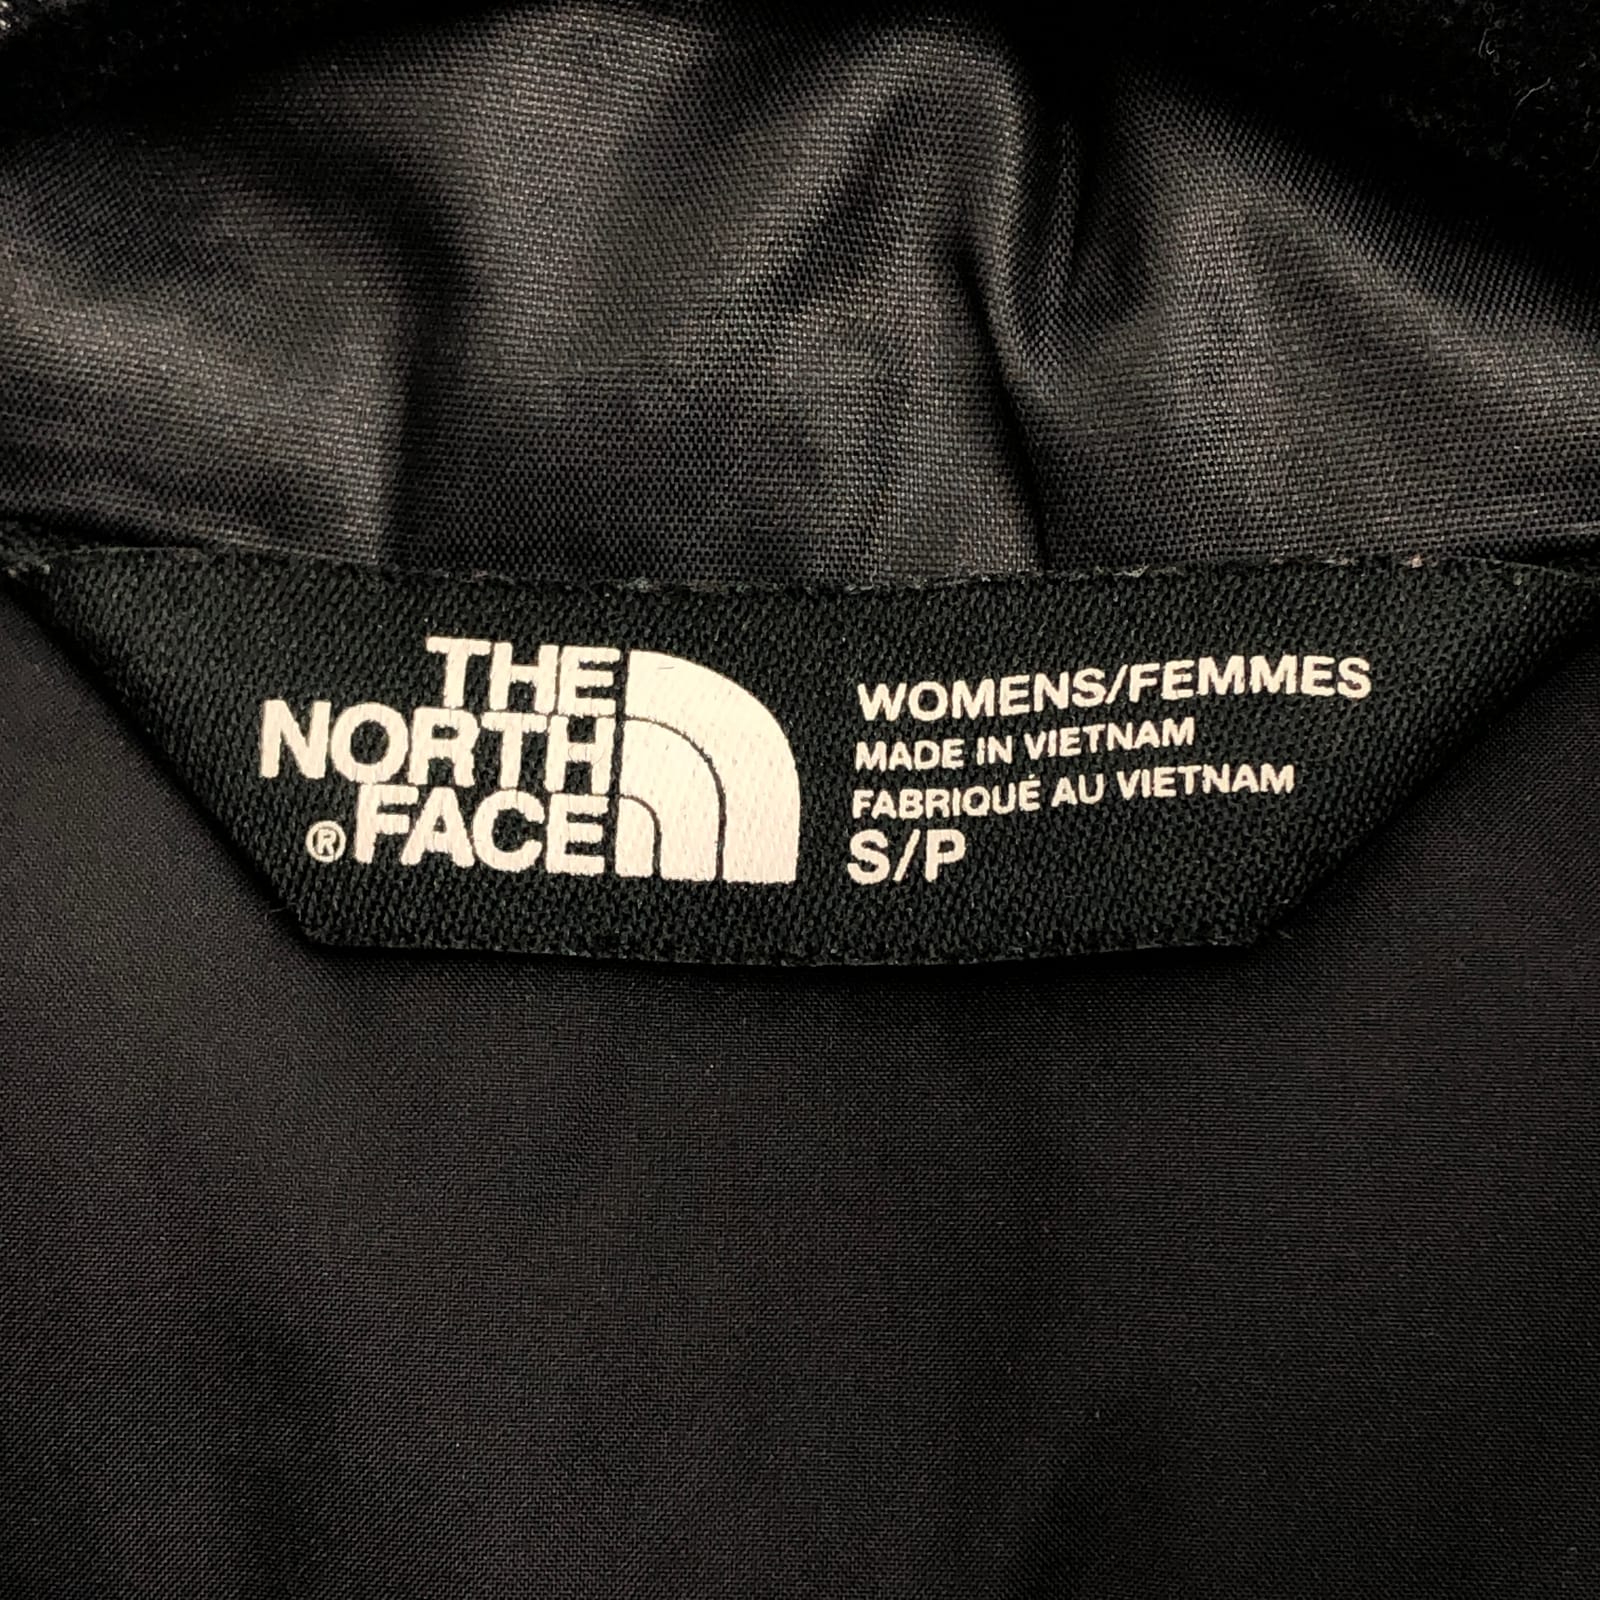 THE
NORTH
® FACE
WOMENS/FEMMES
MADE IN VIETNAM
FABRIQUÉ AU VIETNAM
S/P